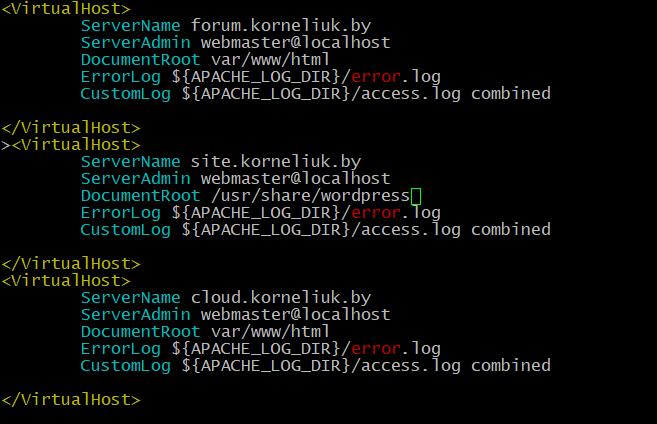 <VirtualHost>
ServerName forum.korneliuk.by
ServerAdmin webmaster@localhost
DocumentRoot var/www/html
ErrorLog ${APACHE_LOG_DIR}/error.log
CustomLog ${APACHE_LOG_DIR}/access.log combined
</VirtualHost>
><VirtualHost>
ServerName site.korneliuk.by
ServerAdmin webmaster@localhost
DocumentRoot /usr/share/wordpress
ErrorLog ${APACHE_LOG_DIR}/error.log
CustomLog ${APACHE_LOG_DIR}/access.log combined
</VirtualHost>
<VirtualHost>
ServerName cloud.korneliuk.by
ServerAdmin webmaster@localhost
DocumentRoot var/www/html
ErrorLog ${APACHE_LOG_DIR}/error.log
CustomLog ${APACHE_LOG_DIR}/access.log combined
</VirtualHost>